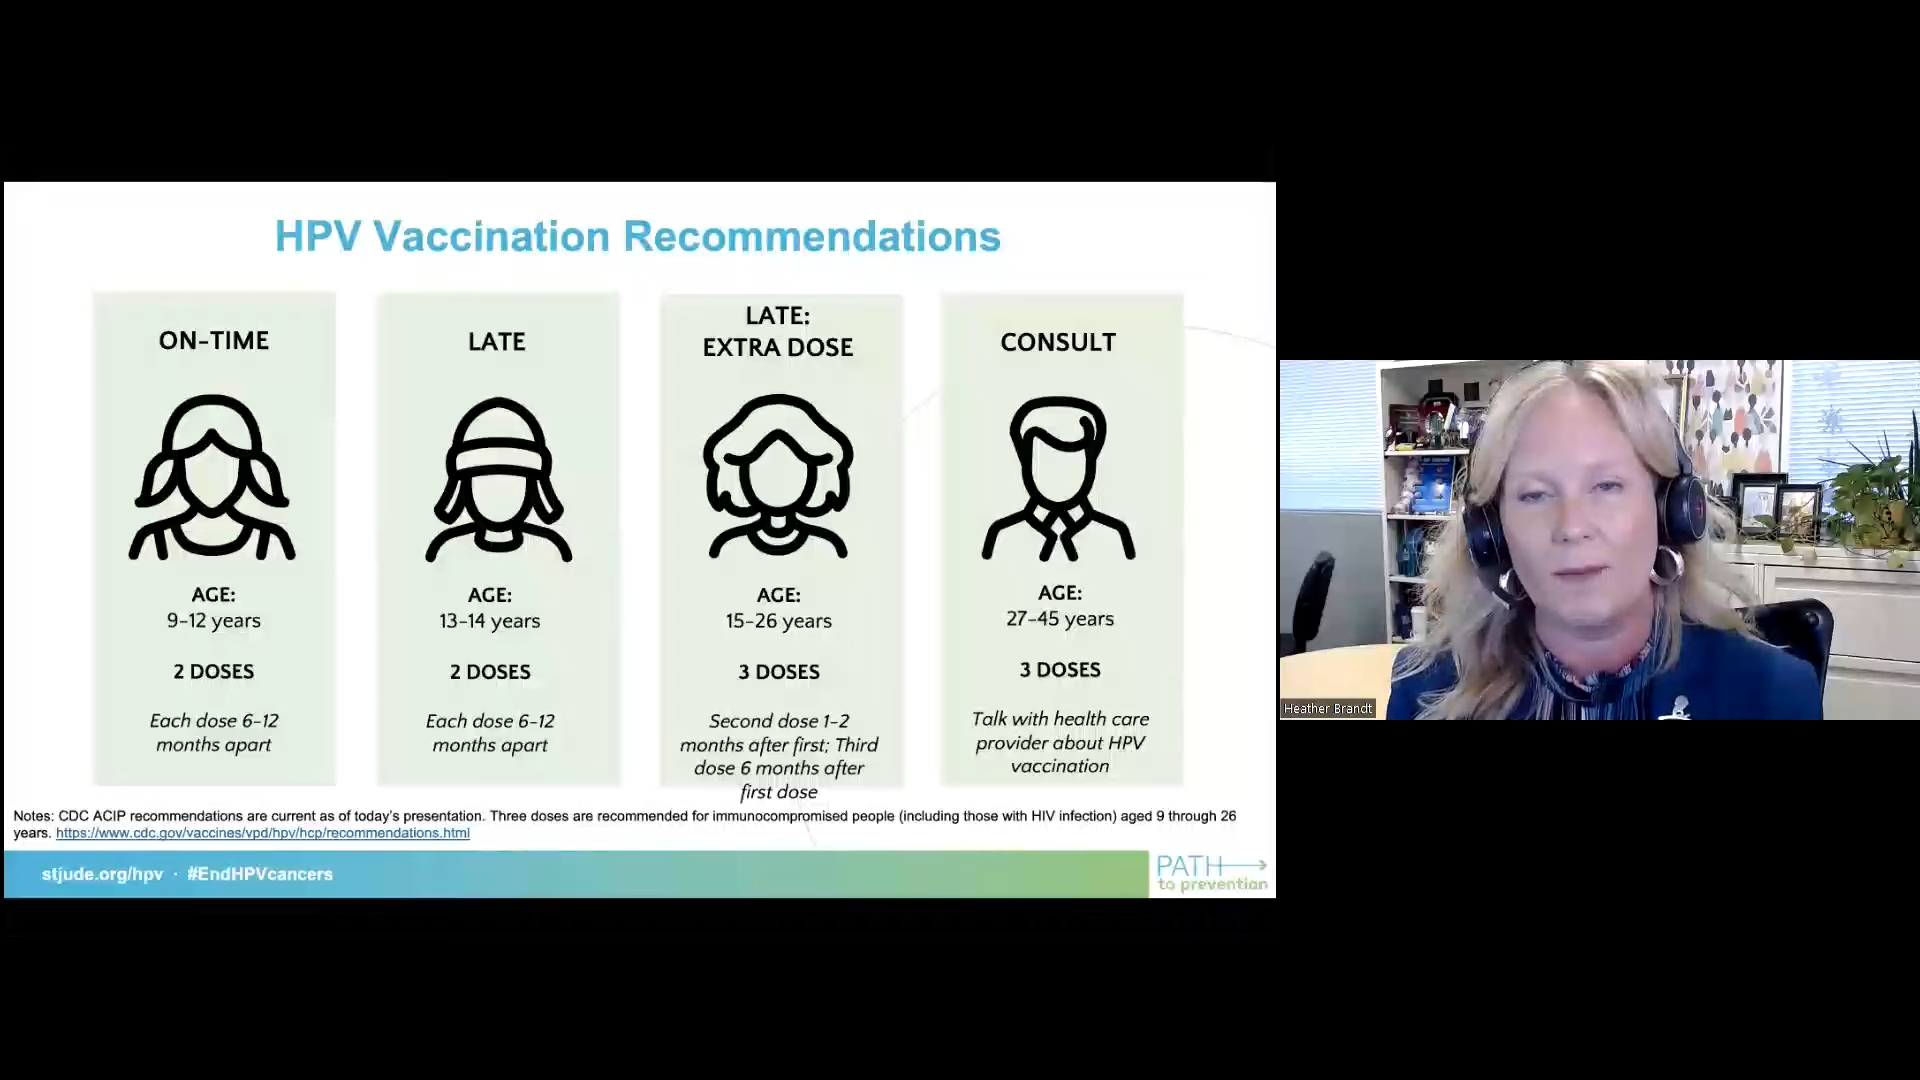 HPV Vaccination Recommendations
ON-TIME
AGE:
9-12 years
2 DOSES
Each dose 6-12
months apart
LATE
AGE:
13-14 years
2 DOSES
Each dose 6-12
months apart
LATE:
EXTRA DOSE
AGE:
15-26 years
3 DOSES
Second dose 1-2
months after first; Third
dose 6 months after
first dose
CONSULT
AGE:
27-45 years
3 DOSES
Talk with health care
provider about HPV
vaccination
Notes: CDC ACIP recommendations are current as of today's presentation. Three doses are recommended for immunocompromised people (including those with HIV infection) aged 9 through 26
years. https://www.cdc.gov/vaccines/vpd/hpv/hcp/recommendations.html
stjude.org/hpv · #EndHPVcancers
PATH
to prevention
Heather Brandt